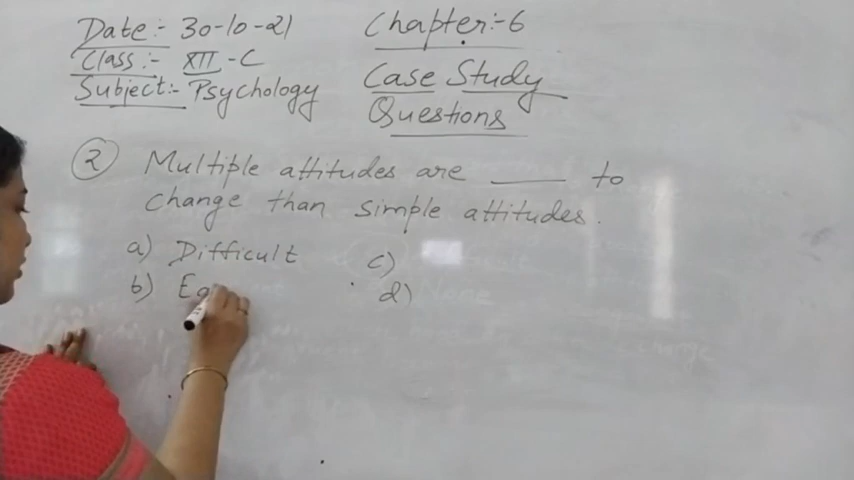 Date:- 30-10-21
Class:- XII-C
Subject:- Psychology
Chapter:-6
Case Study
Questions
2 Multiple attitudes are ____ to
change than simple attitudes.
a) Difficult
b) Ea
c)
d)